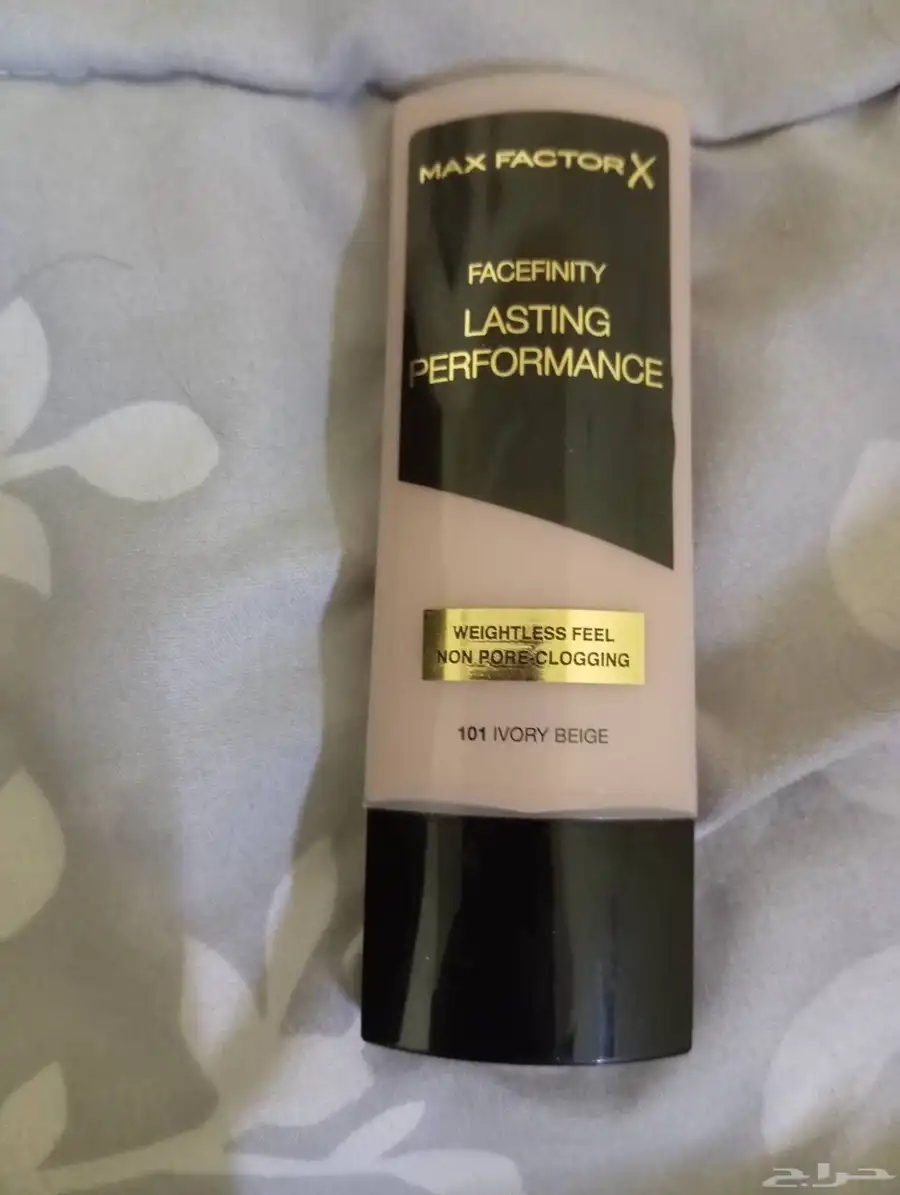 MAX FACTOR X
FACEFINITY
LASTING
PERFORMANCE
WEIGHTLESS FEEL
NON PORE-CLOGGING
101 IVORY BEIGE
حراج